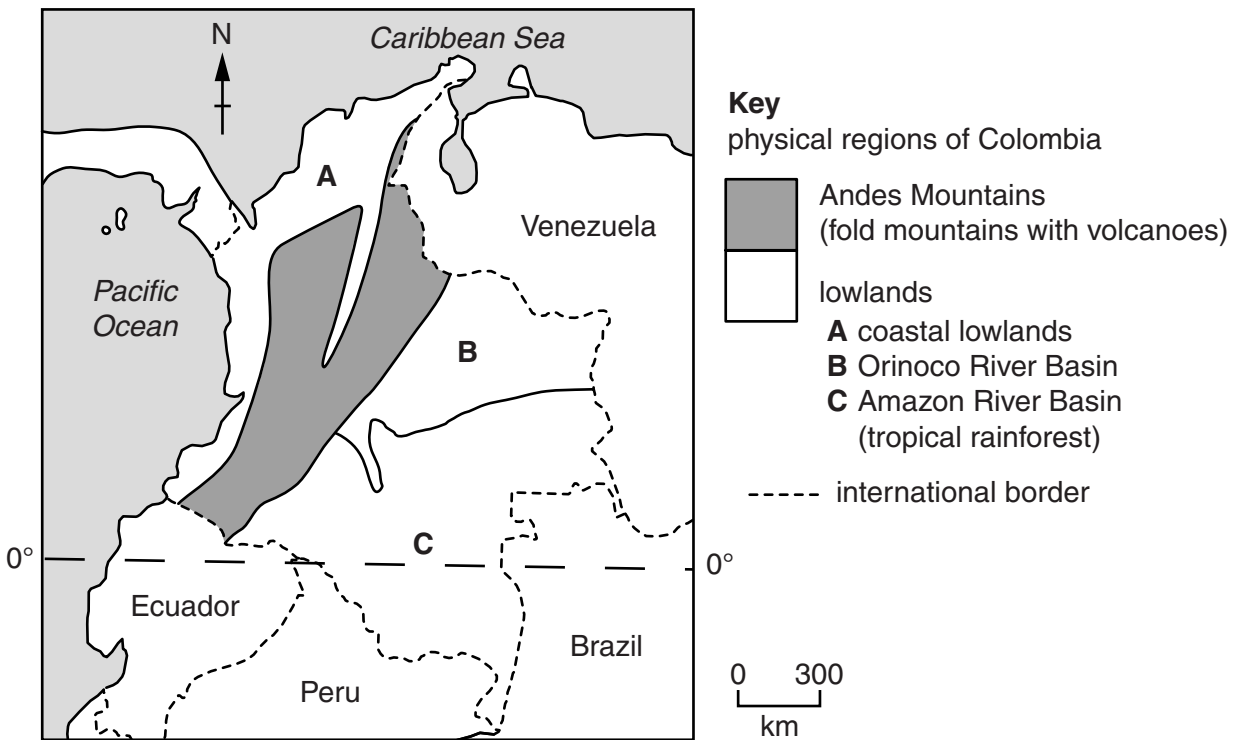 N
Caribbean Sea
A
Venezuela
Pacific
Ocean
B
C
0°
0°
Ecuador
Brazil
Peru
Key
physical regions of Colombia
Andes Mountains
(fold mountains with volcanoes)
lowlands
A coastal lowlands
B Orinoco River Basin
C Amazon River Basin
(tropical rainforest)
international border
0 300
km